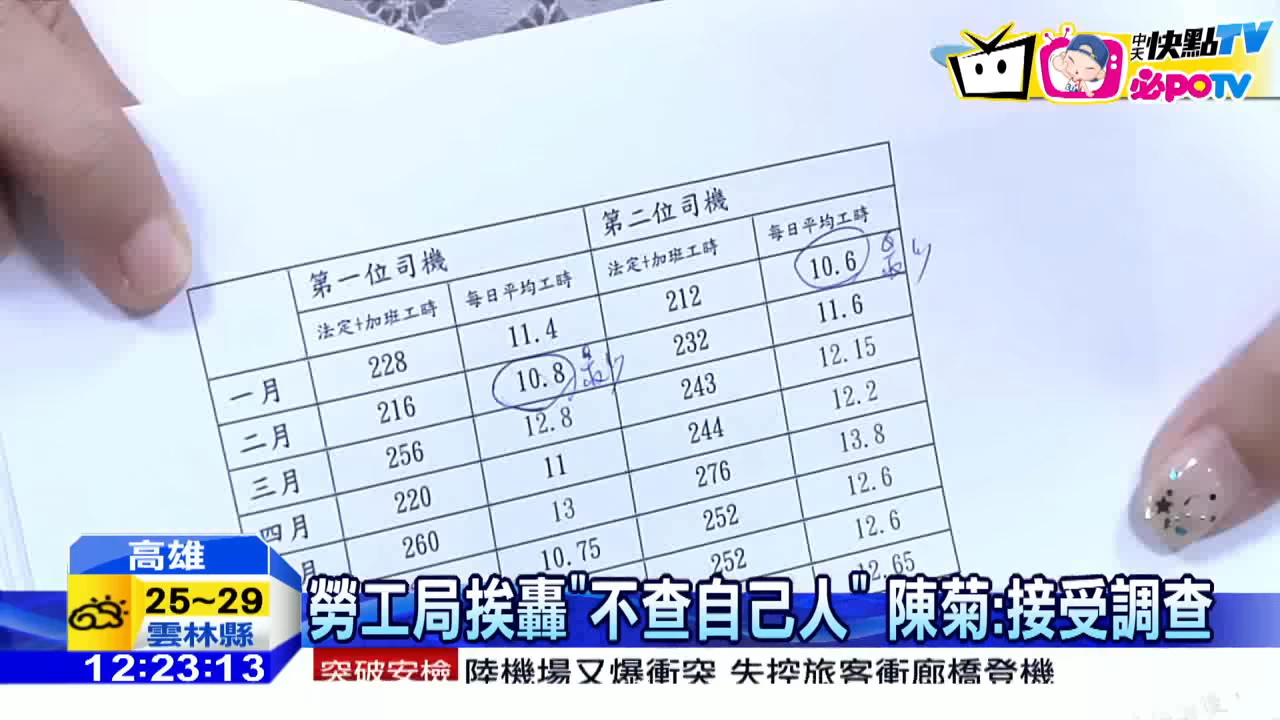 中天快點TV
必POTV
第一位司機 第二位司機
法定+加班工時 每日平均工時 法定+加班工時 每日平均工時
一月 228 11.4 212 10.6
二月 216 10.8 232 11.6
三月 256 12.8 243 12.15
四月 220 11 244 12.2
月 260 13 276 13.8
10.75 252 12.6
252 12.6
12.65
高雄
25~29
雲林縣
12:23:13
勞工局挨轟"不查自己人" 陳菊:接受調查
突破安檢 陸機場又爆衝突 失控旅客衝廊橋登機